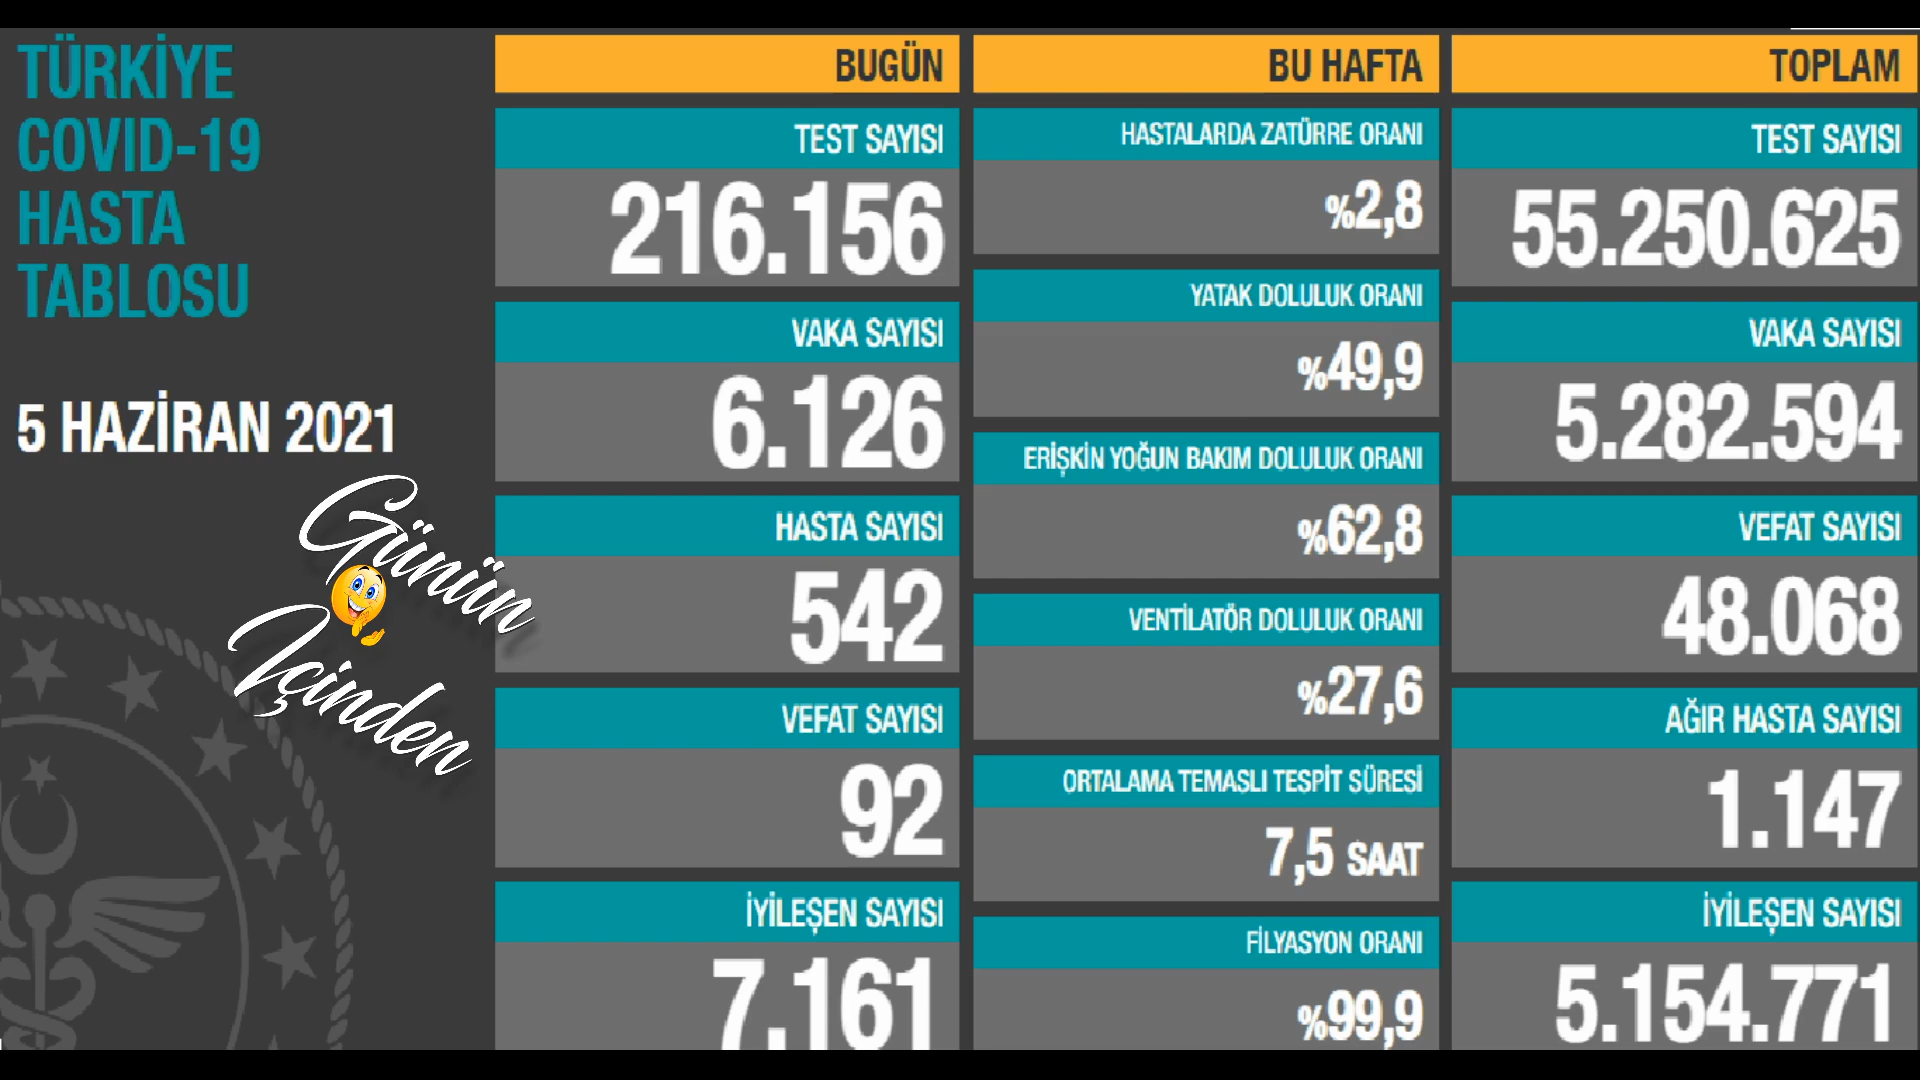 TÜRKİYE
COVID-19
HASTA
TABLOSU
5 HAZİRAN 2021
Günün
İçinden
BUGÜN
TEST SAYISI
216.156
VAKA SAYISI
6.126
HASTA SAYISI
542
VEFAT SAYISI
92
İYİLEŞEN SAYISI
7.161
BU HAFTA
HASTALARDA ZATÜRRE ORANI
%2,8
YATAK DOLULUK ORANI
%49,9
ERİŞKİN YOĞUN BAKIM DOLULUK ORANI
%62,8
VENTİLATÖR DOLULUK ORANI
%27,6
ORTALAMA TEMASLI TESPİT SÜRESİ
7,5 SAAT
FİLYASYON ORANI
%99,9
TOPLAM
TEST SAYISI
55.250.625
VAKA SAYISI
5.282.594
VEFAT SAYISI
48.068
AĞIR HASTA SAYISI
1.147
İYİLEŞEN SAYISI
5.154.771